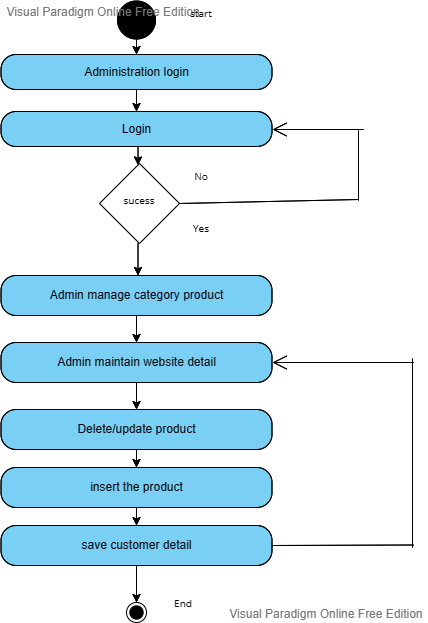 Visual Paradigm Online Free Edition
start
Administration login
Login
No
sucess
Yes
Admin manage category product
Admin maintain website detail
Delete/update product
insert the product
save customer detail
End
Visual Paradigm Online Free Edition